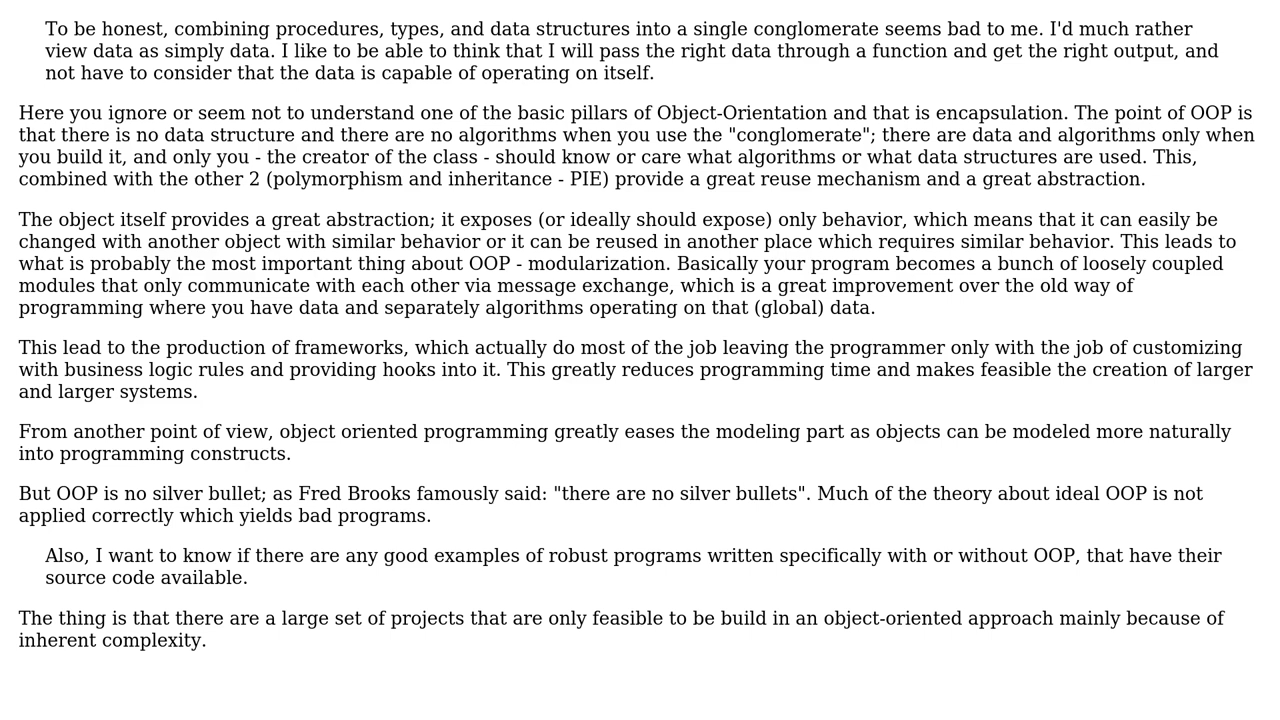 To be honest, combining procedures, types, and data structures into a single conglomerate seems bad to me. I'd much rather
view data as simply data. I like to be able to think that I will pass the right data through a function and get the right output, and
not have to consider that the data is capable of operating on itself.
Here you ignore or seem not to understand one of the basic pillars of Object-Orientation and that is encapsulation. The point of OOP is
that there is no data structure and there are no algorithms when you use the "conglomerate"; there are data and algorithms only when
you build it, and only you - the creator of the class - should know or care what algorithms or what data structures are used. This,
combined with the other 2 (polymorphism and inheritance - PIE) provide a great reuse mechanism and a great abstraction.
The object itself provides a great abstraction; it exposes (or ideally should expose) only behavior, which means that it can easily be
changed with another object with similar behavior or it can be reused in another place which requires similar behavior. This leads to
what is probably the most important thing about OOP - modularization. Basically your program becomes a bunch of loosely coupled
modules that only communicate with each other via message exchange, which is a great improvement over the old way of
programming where you have data and separately algorithms operating on that (global) data.
This lead to the production of frameworks, which actually do most of the job leaving the programmer only with the job of customizing
with business logic rules and providing hooks into it. This greatly reduces programming time and makes feasible the creation of larger
and larger systems.
From another point of view, object oriented programming greatly eases the modeling part as objects can be modeled more naturally
into programming constructs.
But OOP is no silver bullet; as Fred Brooks famously said: "there are no silver bullets". Much of the theory about ideal OOP is not
applied correctly which yields bad programs.
Also, I want to know if there are any good examples of robust programs written specifically with or without OOP, that have their
source code available.
The thing is that there are a large set of projects that are only feasible to be build in an object-oriented approach mainly because of
inherent complexity.